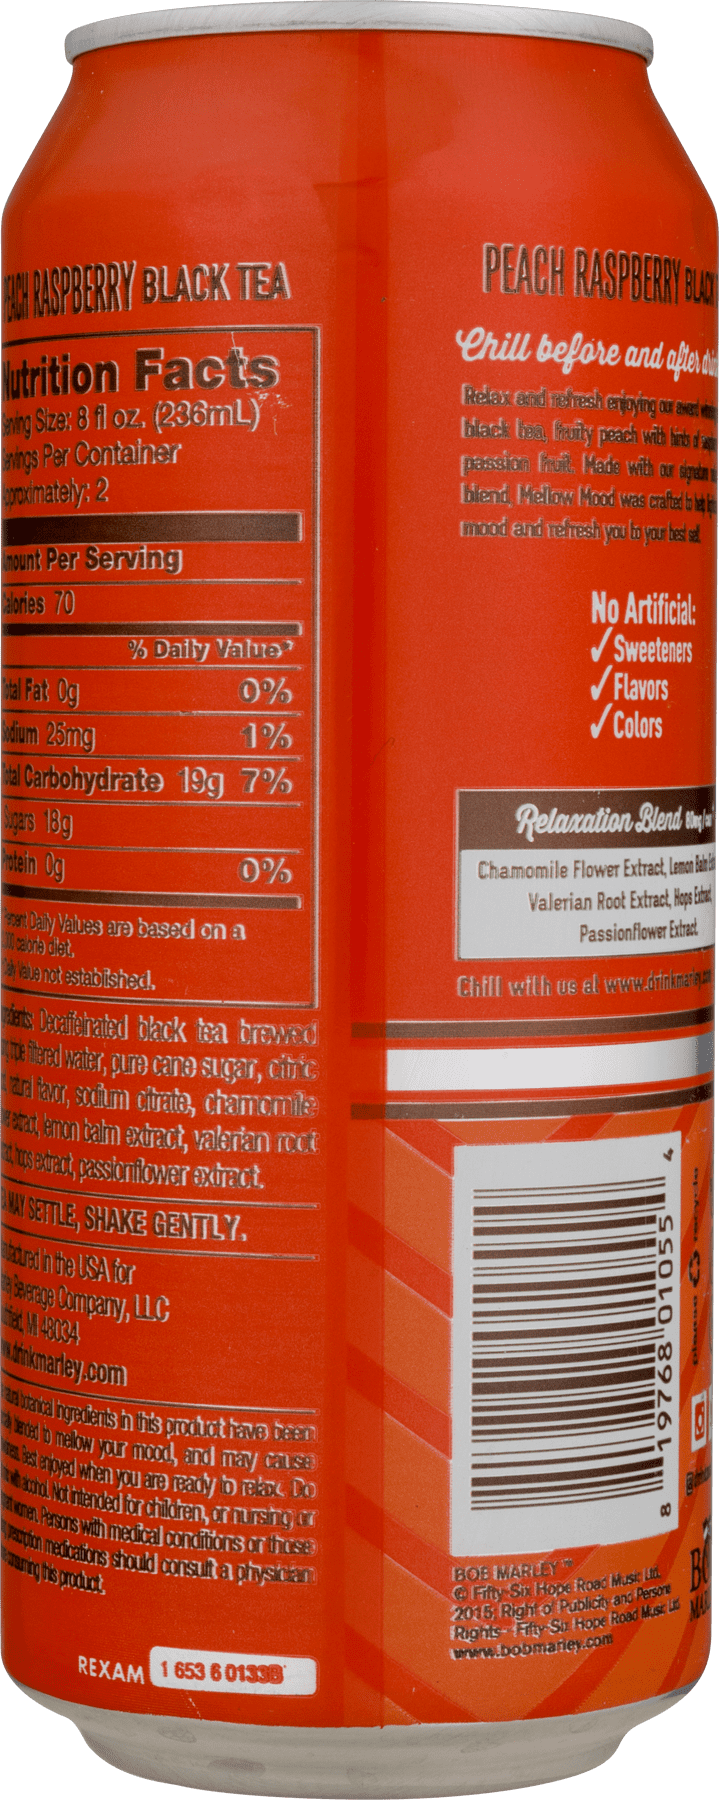 PEACH RASPBERRY BLACK TEA
Nutrition Facts
Serving Size: 8 fl oz. (236mL)
Servings Per Container
Approximately: 2
Amount Per Serving
Calories 70
% Daily Value*
Total Fat 0g 0%
Sodium 25mg 1%
Total Carbohydrate 19g 7%
Sugars 18g
Protein 0g 0%
Percent Daily Values are based on a
calorie diet.
Daily Value not established.
Decaffeinated black tea brewed
triple filtered water, pure cane sugar, citric
natural flavor, sodium citrate, chamomile
extract, lemon balm extract, valerian root
hops extract, passionflower extract.
MAY SETTLE, SHAKE GENTLY.
in the USA for
Beverage Company, LLC
MI 48034
drinkmarley.com
botanical ingredients in this product have been
blended to mellow your mood, and may cause
Best enjoyed when you are ready to relax. Do
with alcohol. Not intended for children, or nursing or
women. Persons with medical conditions or those
prescription medications should consult a physician
consuming this product.
REXAM 1 653 6 0133B
PEACH RASPBERRY BLACK
Chill before and after
Relax and refresh enjoying our award
black tea, fruity peach with hints of
passion fruit. Made with our signature
blend, Mellow Mood was crafted to help
mood and refresh you to your best self.
No Artificial:
✓ Sweeteners
✓ Flavors
✓ Colors
Relaxation Blend
Chamomile Flower Extract, Lemon Balm
Valerian Root Extract, Hops Extract,
Passionflower Extract
Chill with us at www.drinkmarley.com
8 19768 01055 4
please recycle
BOB MARLEY™
© Fifty-Six Hope Road Music Ltd.
2015; Right of Publicity and Persona
Rights - Fifty-Six Hope Road Music Ltd.
www.bobmarley.com